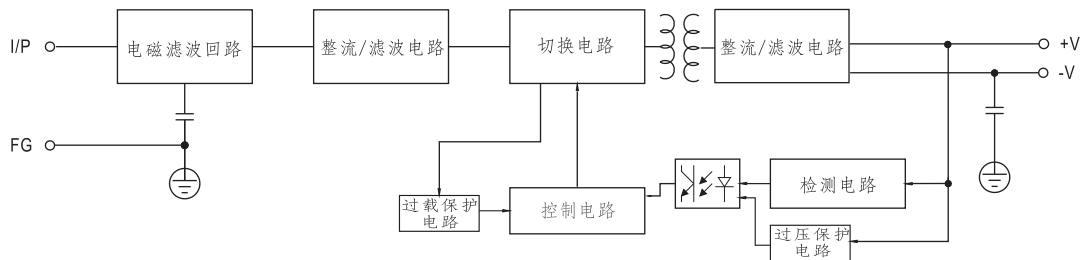 I/P
电磁滤波回路
整流/滤波电路
切换电路
整流/滤波电路
+V
-V
FG
过载保护
电路
控制电路
检测电路
过压保护
电路